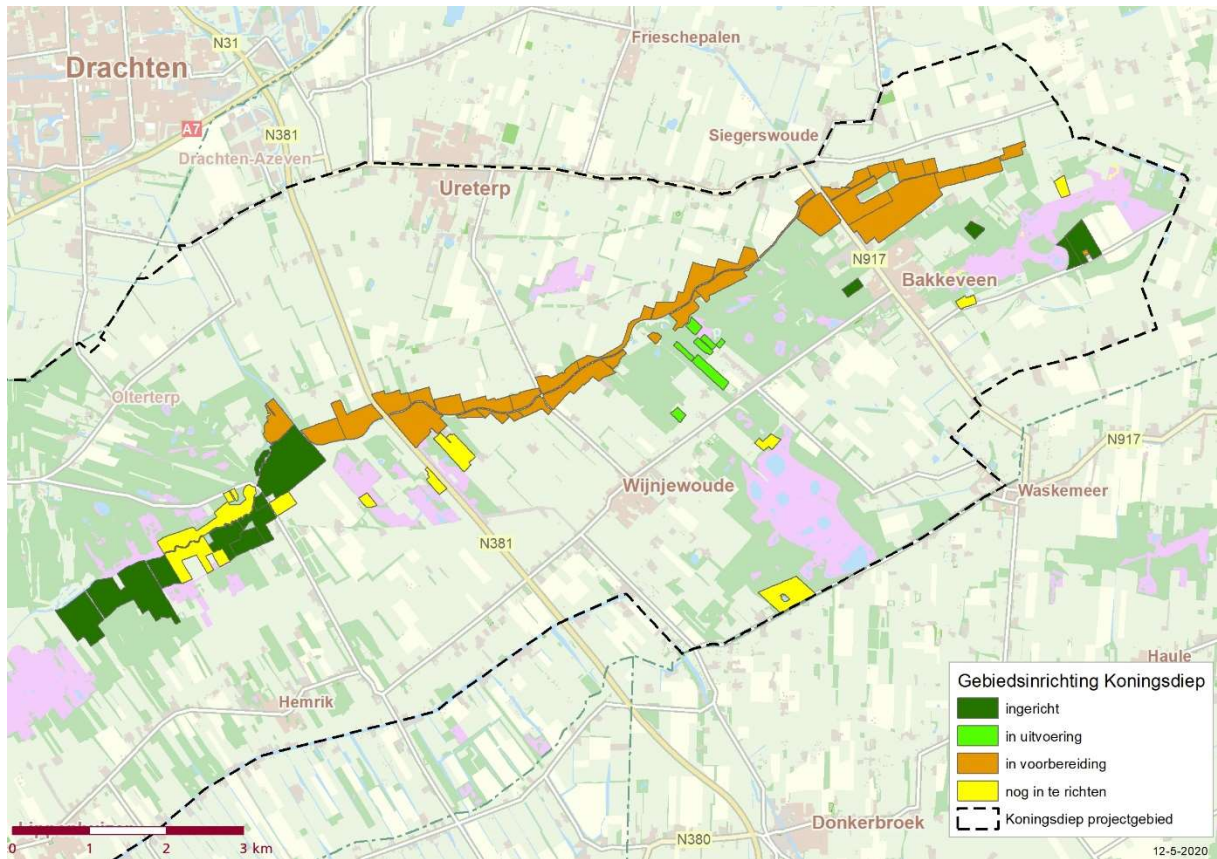 N31
Frieschepalen
Drachten
A7
N381
Siegerswoude
Drachten-Azeven
Ureterp
N917
Bakkeveen
Olterterp
N917
Wijnjewoude
Waskemeer
N381
Haule
Hemrik
Donkerbroek
N380
Gebiedsinrichting Koningsdiep
ingericht
in uitvoering
in voorbereiding
nog in te richten
Koningsdiep projectgebied
0 1 2 3 km
12-5-2020